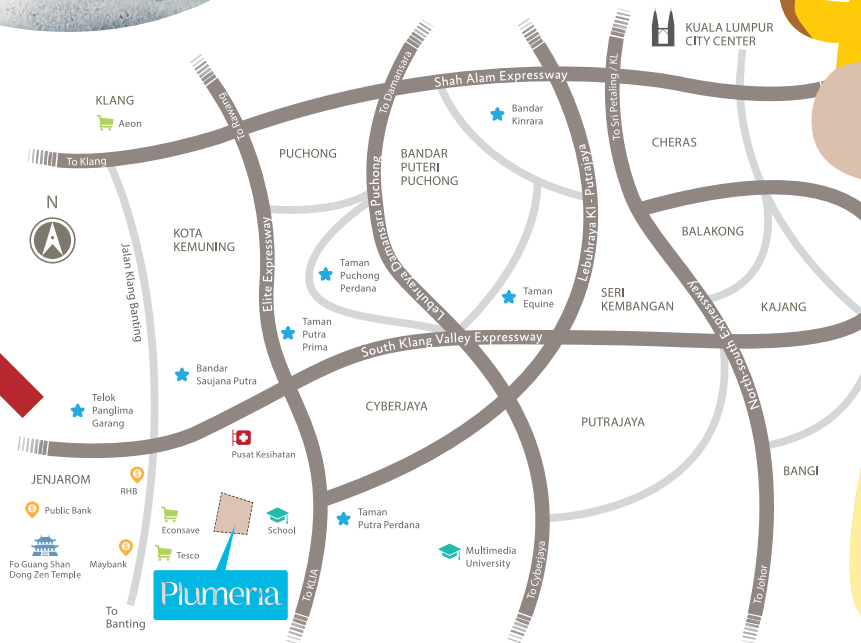 KUALA LUMPUR
CITY CENTER
Shah Alam Expressway
To Damansara
To Sri Petaling / KL
KLANG
Aeon
To Rawang
Bandar
Kinrara
CHERAS
To Klang
PUCHONG
BANDAR
PUTERI
PUCHONG
N
KOTA
KEMUNING
Jalan Klang Banting
Elite Expressway
Lebuhraya Damansara Puchong
Lebuhraya Kl - Putrajaya
BALAKONG
Taman
Puchong
Perdana
Taman
Equine
SERI
KEMBANGAN
KAJANG
Taman
Putra
Prima
South Klang Valley Expressway
North-south Expressway
Bandar
Saujana Putra
Telok
Panglima
Garang
CYBERJAYA
PUTRAJAYA
Pusat Kesihatan
BANGI
JENJAROM
RHB
Public Bank
Econsave
School
Taman
Putra Perdana
Tesco
Maybank
Fo Guang Shan
Dong Zen Temple
Multimedia
University
Plumeria
To
Banting
To KLIA
To Cyberjaya
To Johor